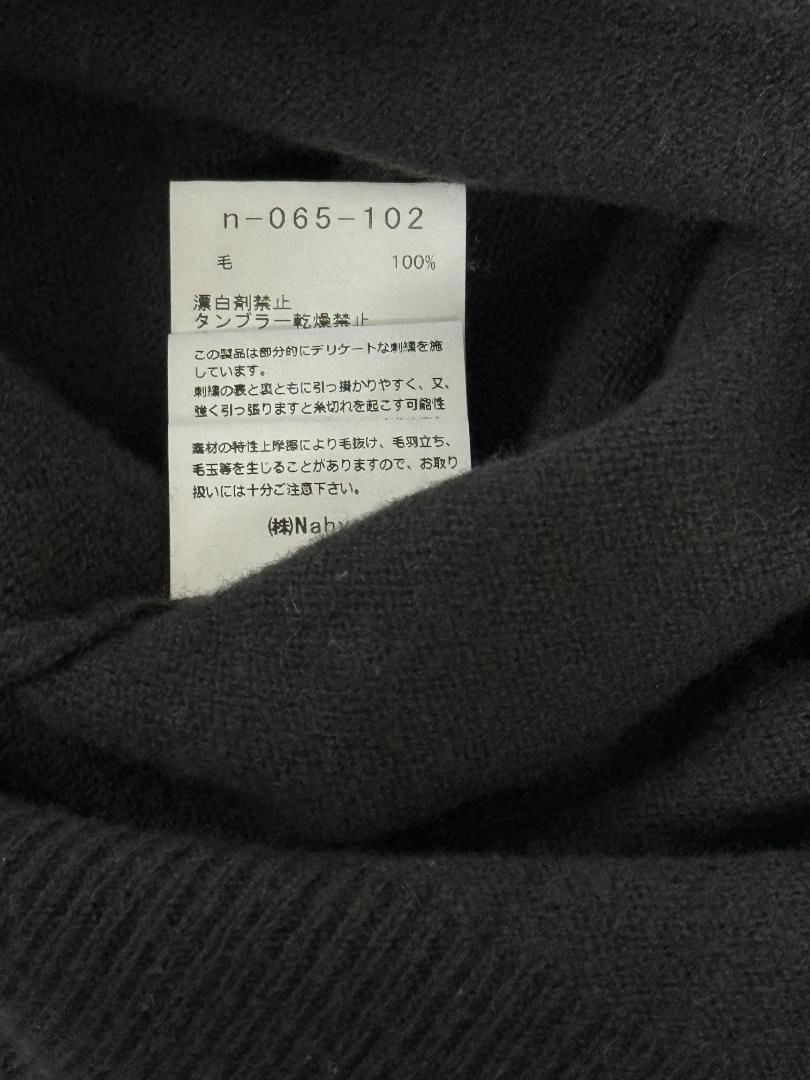 n-065-102
毛 100%
漂白剤禁止
タンブラー乾燥禁止
この製品は部分的にデリケートな刺繍を施
しています。
刺繍の表と裏ともに引っ掛かりやすく、又、
強く引っ張りますと糸切れを起こす可能性
素材の特性上摩擦により毛抜け、毛羽立ち、
毛玉等を生じることがありますので、お取り
扱いには十分ご注意下さい。
㈱